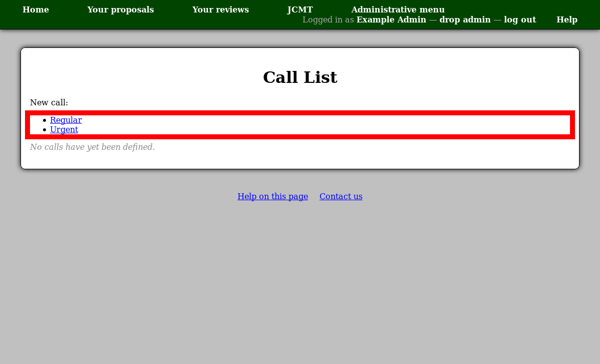 Home Your proposals Your reviews JCMT Administrative menu
Logged in as Example Admin — drop admin — log out Help
Call List
New call:
Regular
Urgent
No calls have yet been defined.
Help on this page Contact us